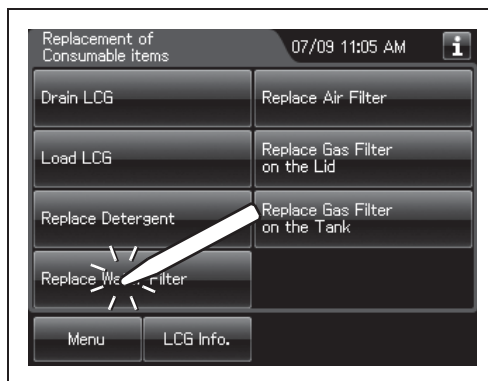 Replacement of
Consumable items
07/09 11:05 AM
i
Drain LCG
Replace Air Filter
Load LCG
Replace Gas Filter
on the Lid
Replace Detergent
Replace Gas Filter
on the Tank
Replace Filter
Menu
LCG Info.